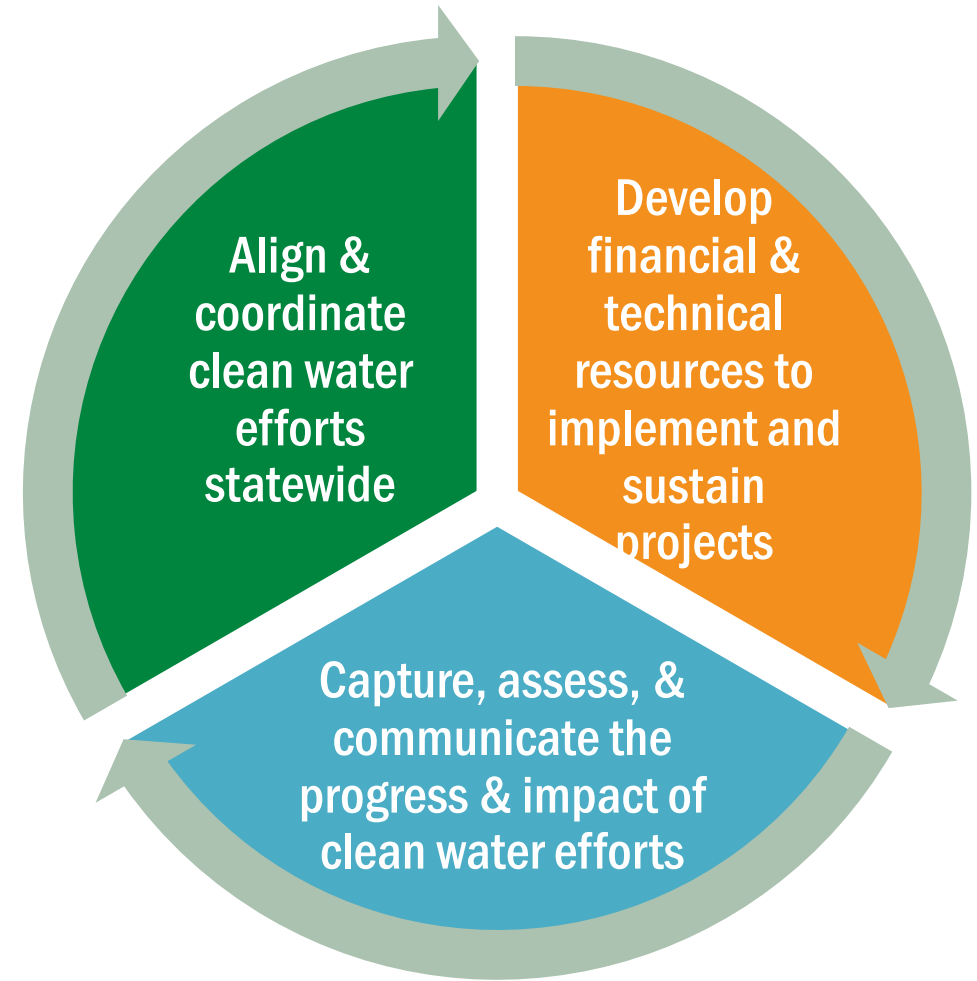 Align &
coordinate
clean water
efforts
statewide
Develop
financial &
technical
resources to
implement and
sustain
projects
Capture, assess, &
communicate the
progress & impact of
clean water efforts